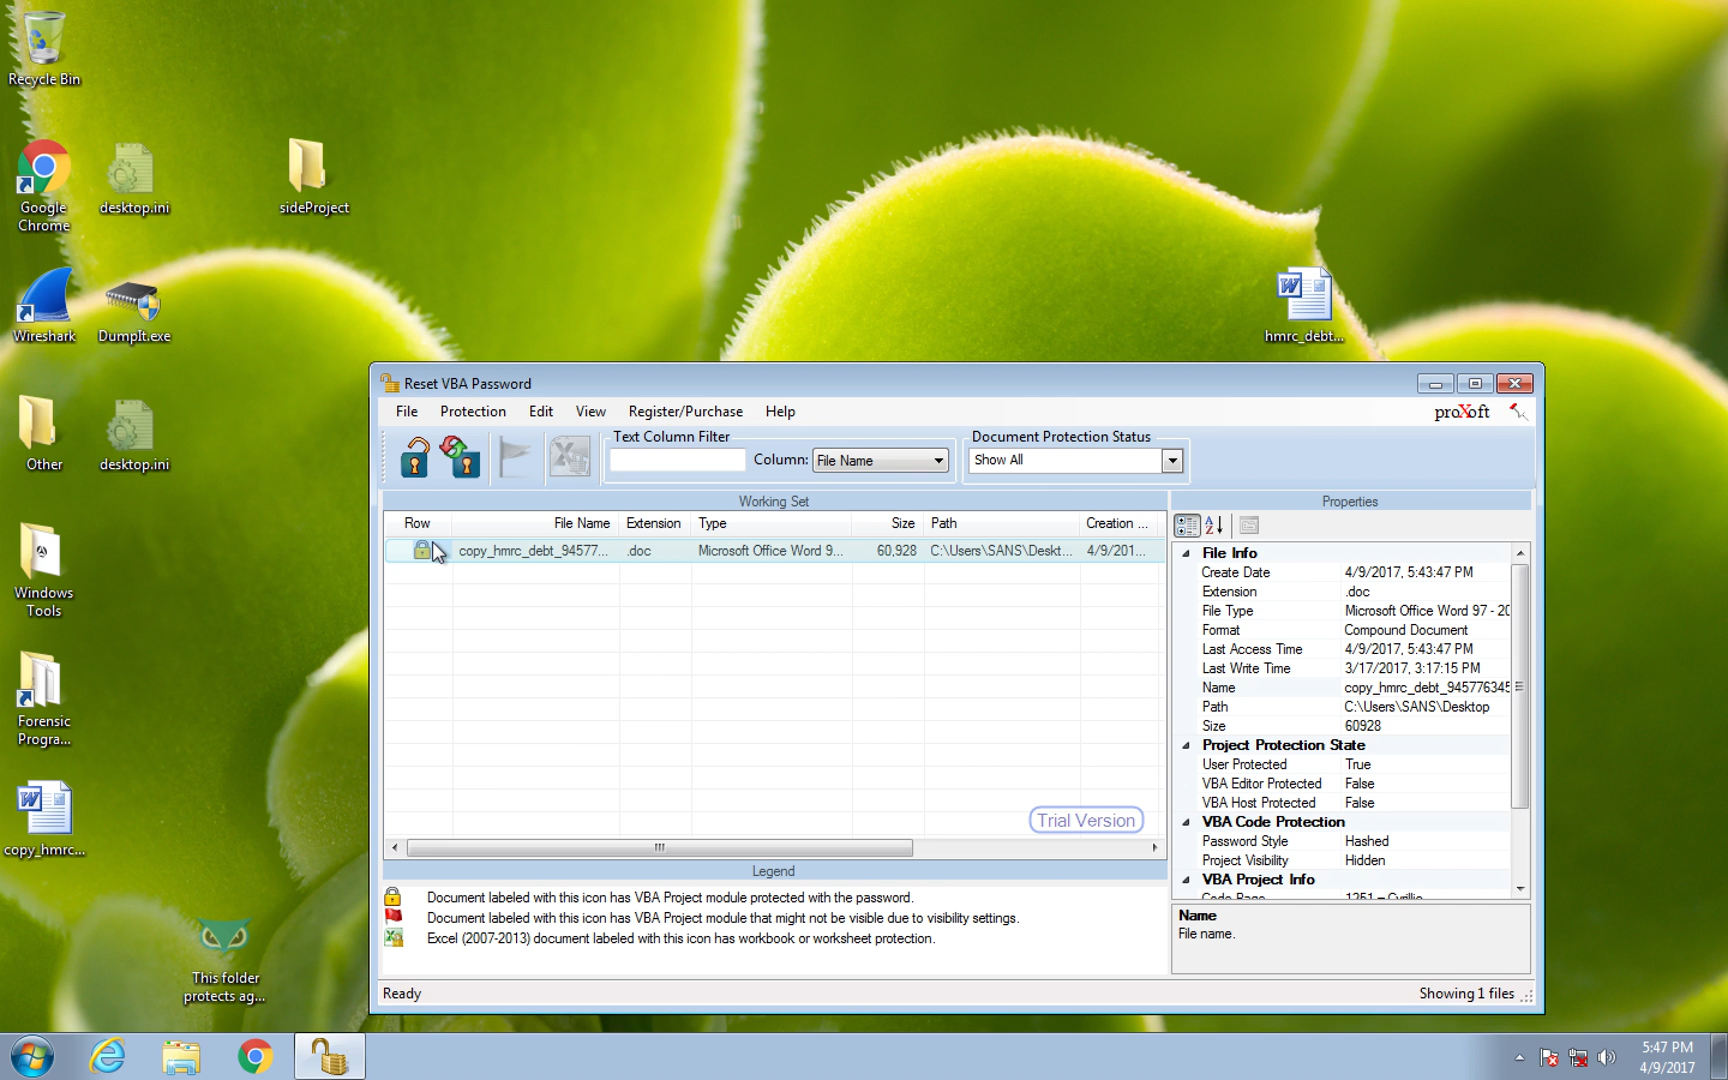 Recycle Bin
Google
Chrome
desktop.ini
sideProject
Wireshark
DumpIt.exe
hmrc_debt...
Other
desktop.ini
Windows
Tools
Forensic
Progra...
copy_hmrc...
This folder
protects ag...
Reset VBA Password
File Protection Edit View Register/Purchase Help
proXoft
Text Column Filter
Column: File Name
Document Protection Status
Show All
Working Set
Row File Name Extension Type Size Path Creation ...
copy_hmrc_debt_94577... .doc Microsoft Office Word 9... 60,928 C:\Users\SANS\Deskt... 4/9/201...
Trial Version
Legend
Document labeled with this icon has VBA Project module protected with the password.
Document labeled with this icon has VBA Project module that might not be visible due to visibility settings.
Excel (2007-2013) document labeled with this icon has workbook or worksheet protection.
Properties
File Info
Create Date 4/9/2017, 5:43:47 PM
Extension .doc
File Type Microsoft Office Word 97 - 20
Format Compound Document
Last Access Time 4/9/2017, 5:43:47 PM
Last Write Time 3/17/2017, 3:17:15 PM
Name copy_hmrc_debt_945776345
Path C:\Users\SANS\Desktop
Size 60928
Project Protection State
User Protected True
VBA Editor Protected False
VBA Host Protected False
VBA Code Protection
Password Style Hashed
Project Visibility Hidden
VBA Project Info
Code Page 1251 – Cyrillic
Name
File name.
Ready
Showing 1 files
5:47 PM
4/9/2017